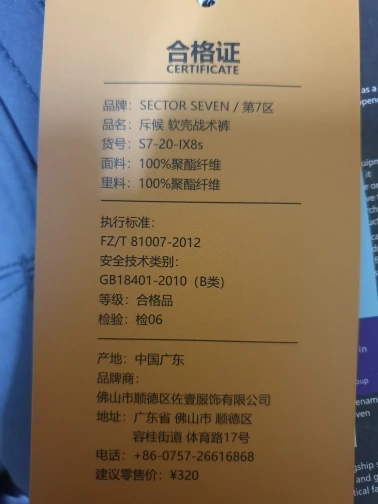 合格证
CERTIFICATE
品牌：SECTOR SEVEN / 第7区
品名：斥候 软壳战术裤
货号：S7-20-IX8s
面料：100%聚酯纤维
里料：100%聚酯纤维
执行标准：
FZ/T 81007-2012
安全技术类别：
GB18401-2010（B类）
等级：合格品
检验：检06
产地：中国广东
品牌商：
佛山市顺德区佐壹服饰有限公司
地址：广东省 佛山市 顺德区
容桂街道 体育路17号
电话：+86-0757-26616868
建议零售价：¥320